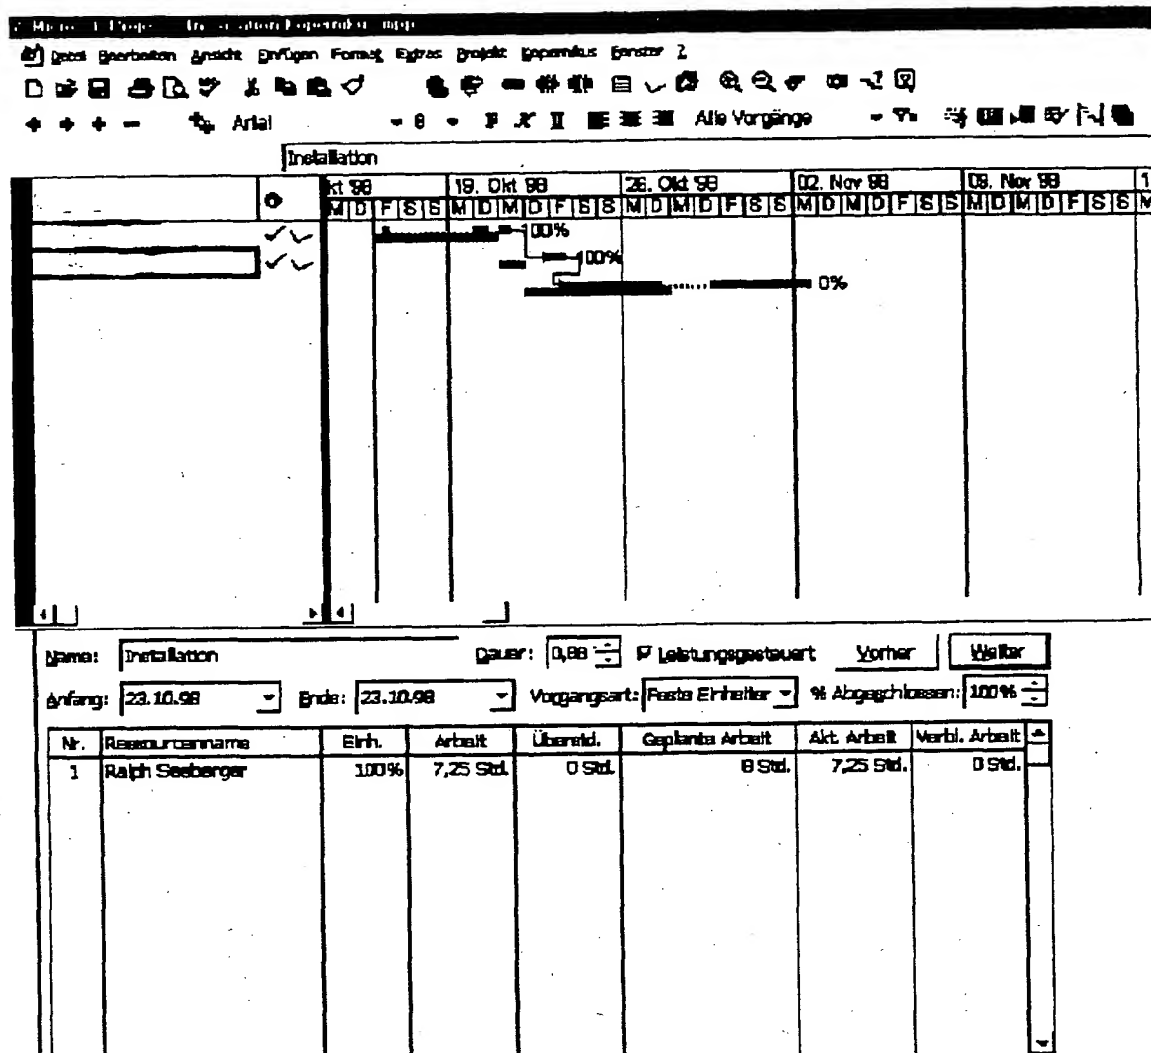 Datei Bearbeiten Ansicht Einfügen Format Extras Projekt Kopernikus Fenster ?
Arial 8 F K U Alle Vorgänge
Installation
kt 98 19. Okt 98 26. Okt 98 02. Nov 98 09. Nov 98 1
M D F S S M D M D F S S M D M D F S S M D M D F S S M D M D F S S M
100%
100%
0%
Name: Installation Dauer: 0,88 Leistungsgesteuert Vorher Weiter
Anfang: 23.10.98 Ende: 23.10.98 Vorgangsart: Feste Einheiten % Abgeschlossen: 100%
Nr. Ressourcenname Einh. Arbeit Überstd. Geplante Arbeit Akt. Arbeit Verbl. Arbeit
1 Ralph Seeberger 100% 7,25 Std. 0 Std. 8 Std. 7,25 Std. 0 Std.